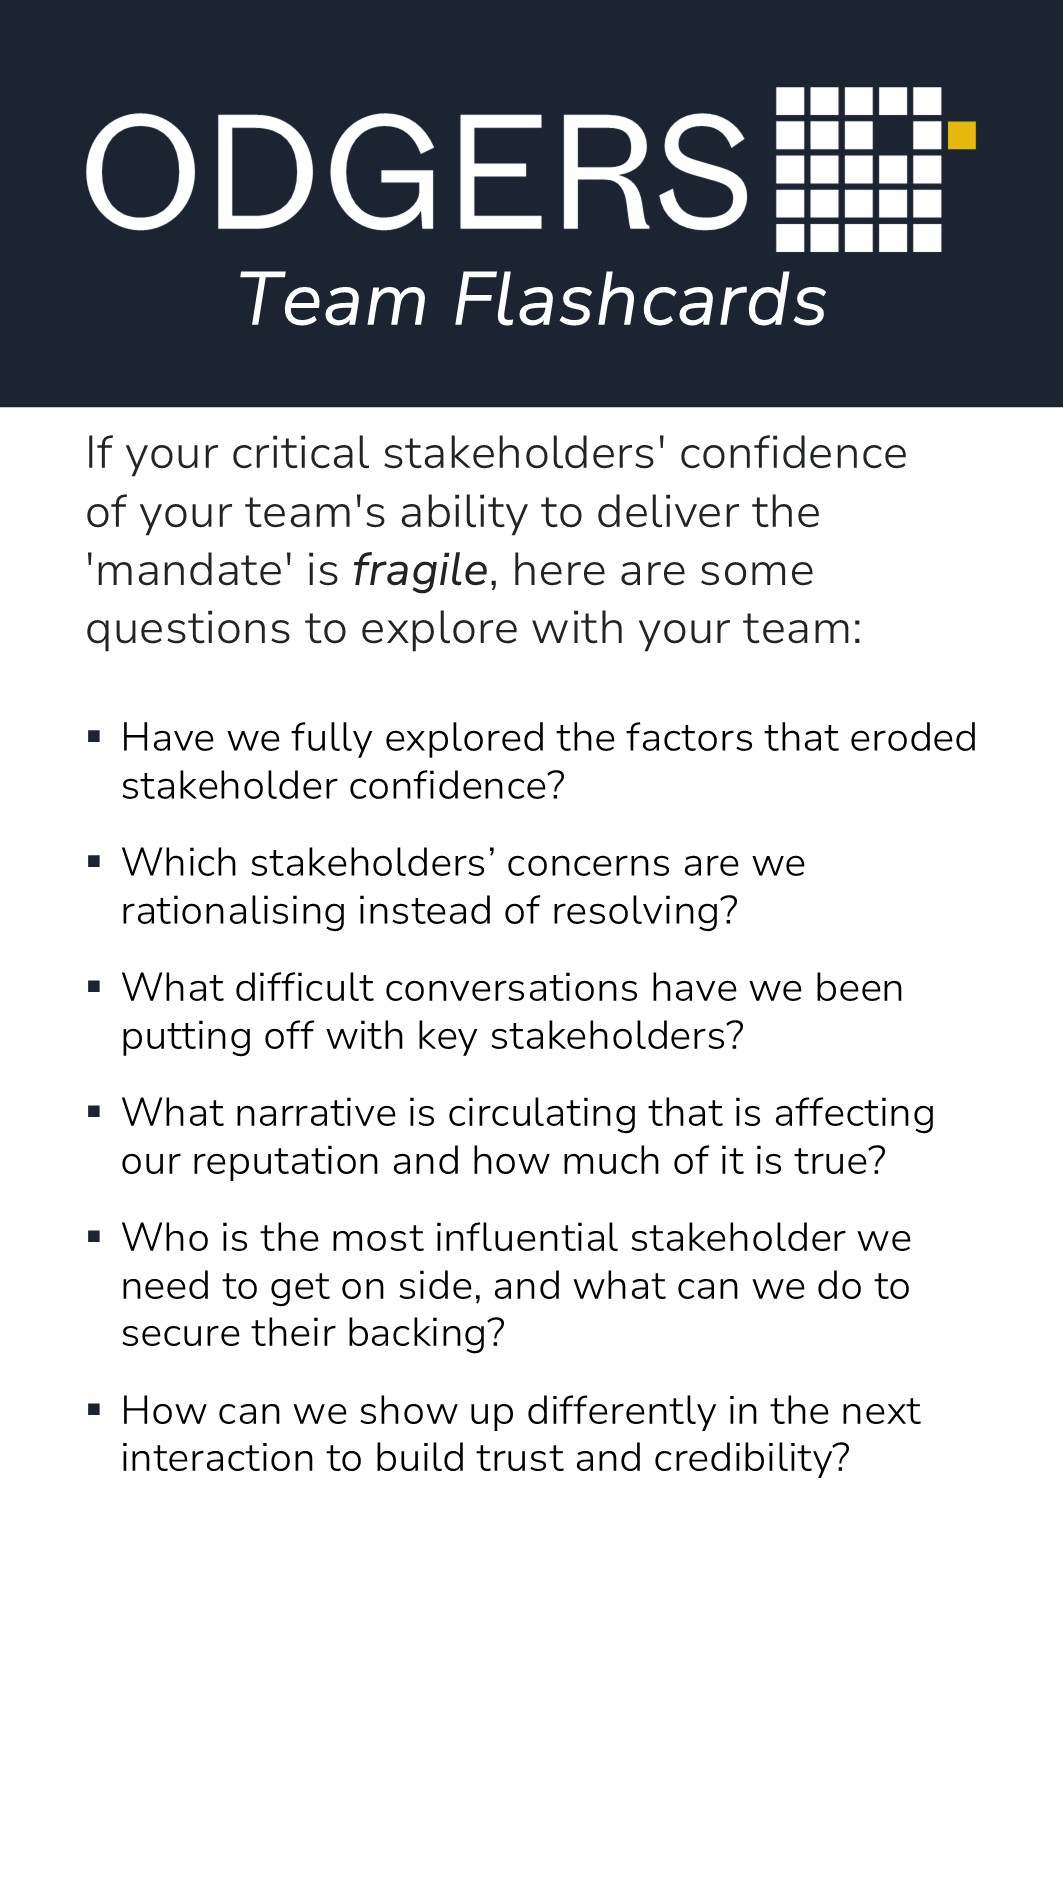 ODGERS
Team Flashcards
If your critical stakeholders' confidence
of your team's ability to deliver the
'mandate' is fragile, here are some
questions to explore with your team:
▪ Have we fully explored the factors that eroded
stakeholder confidence?
▪ Which stakeholders’ concerns are we
rationalising instead of resolving?
▪ What difficult conversations have we been
putting off with key stakeholders?
▪ What narrative is circulating that is affecting
our reputation and how much of it is true?
▪ Who is the most influential stakeholder we
need to get on side, and what can we do to
secure their backing?
▪ How can we show up differently in the next
interaction to build trust and credibility?